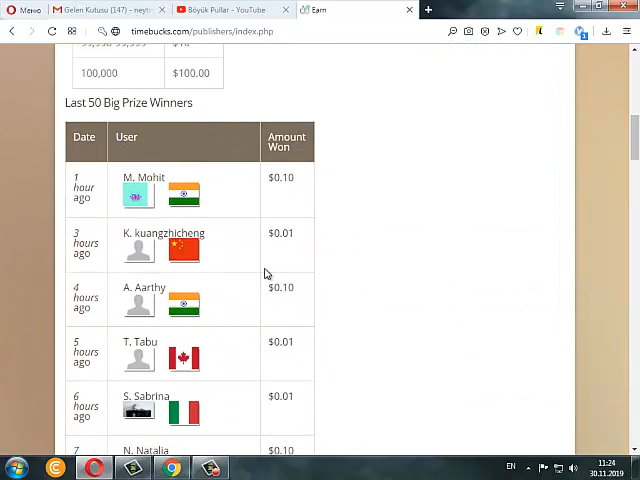 Меню
Gelen Kutusu (147) - neytm
Böyük Pullar - YouTube
Earn
timebucks.com/publishers/index.php
$10
100,000
$100.00
Last 50 Big Prize Winners
Date
User
Amount Won
1 hour ago
M. Mohit
$0.10
3 hours ago
K. kuangzhicheng
$0.01
4 hours ago
A. Aarthy
$0.10
5 hours ago
T. Tabu
$0.01
6 hours ago
S. Sabrina
$0.01
7
N. Natalia
$0.10
EN
11:24
30.11.2019